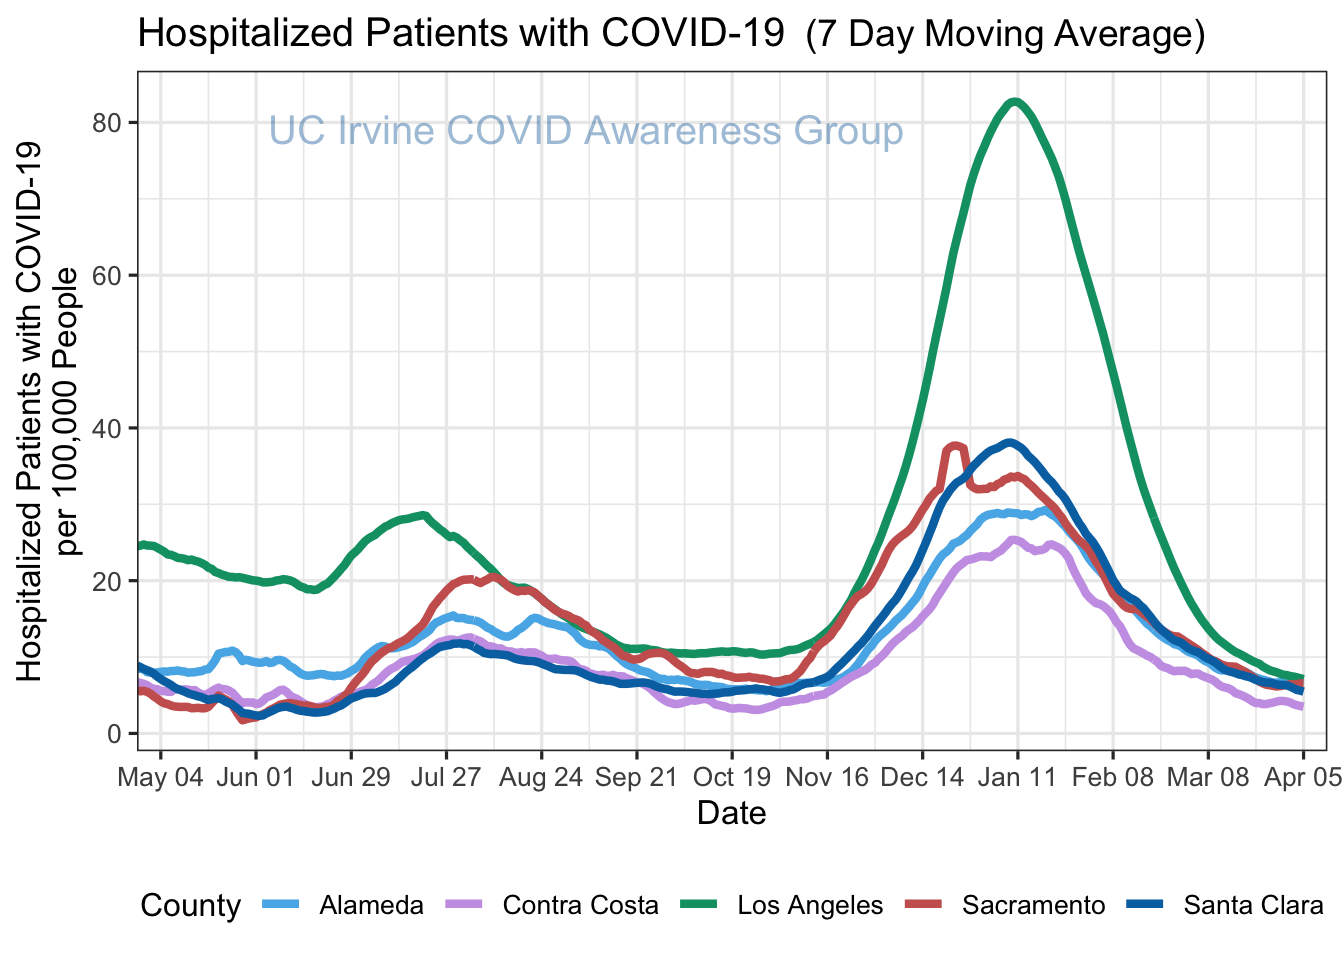 Hospitalized Patients with COVID-19 (7 Day Moving Average)
UC Irvine COVID Awareness Group
Hospitalized Patients with COVID-19
per 100,000 People
80
60
40
20
0
May 04 Jun 01 Jun 29 Jul 27 Aug 24 Sep 21 Oct 19 Nov 16 Dec 14 Jan 11 Feb 08 Mar 08 Apr 05
Date
County Alameda Contra Costa Los Angeles Sacramento Santa Clara